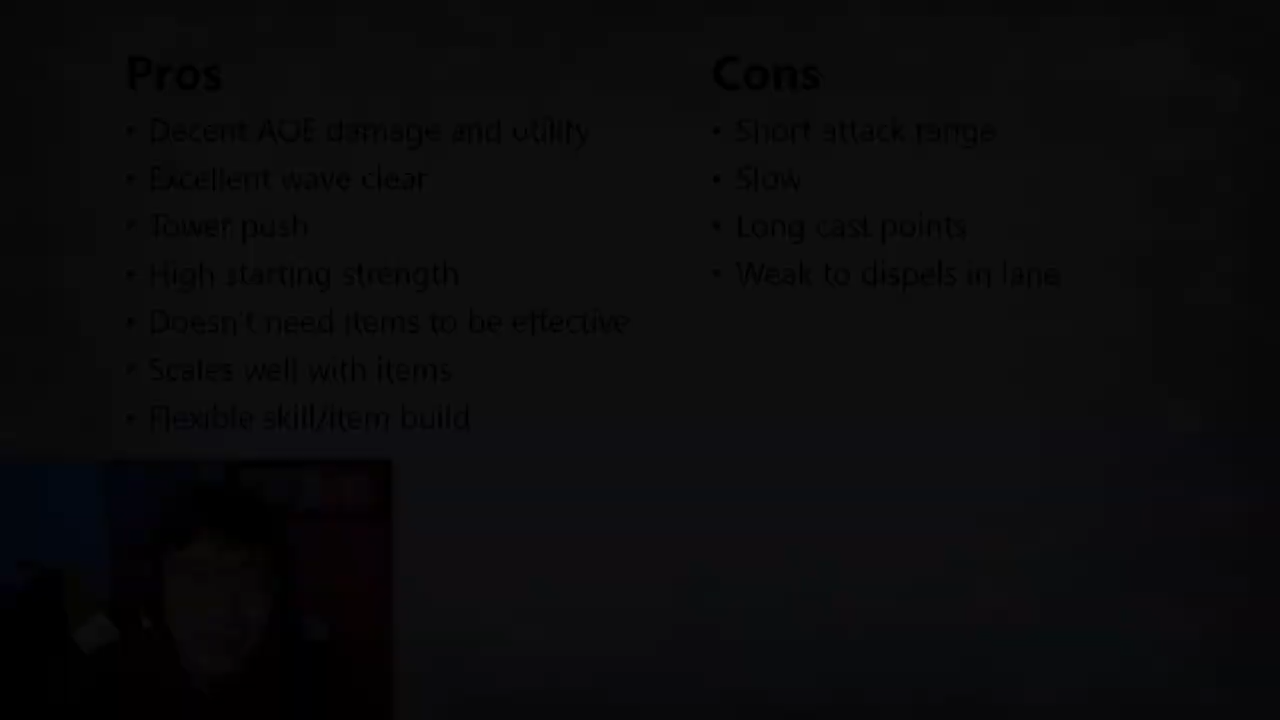 Pros
• Decent AOE damage and utility
• Excellent wave clear
• Tower push
• High starting strength
• Doesn't need items to be effective
• Scales well with items
• Flexible skill/item build
Cons
• Short attack range
• Slow
• Long cast points
• Weak to dispels in lane